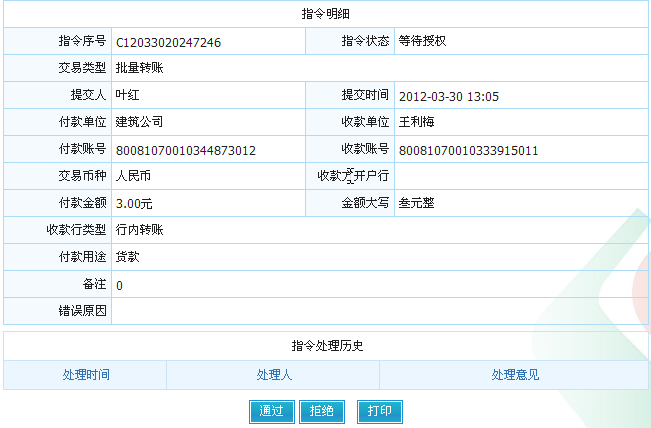 指令明细
指令序号 C12033020247246 指令状态 等待授权
交易类型 批量转账
提交人 叶红 提交时间 2012-03-30 13:05
付款单位 建筑公司 收款单位 王利梅
付款账号 80081070010344873012 收款账号 80081070010333915011
交易币种 人民币 收款方开户行
付款金额 3.00元 金额大写 叁元整
收款行类型 行内转账
付款用途 货款
备注 0
错误原因
指令处理历史
处理时间 处理人 处理意见
通过 拒绝 打印